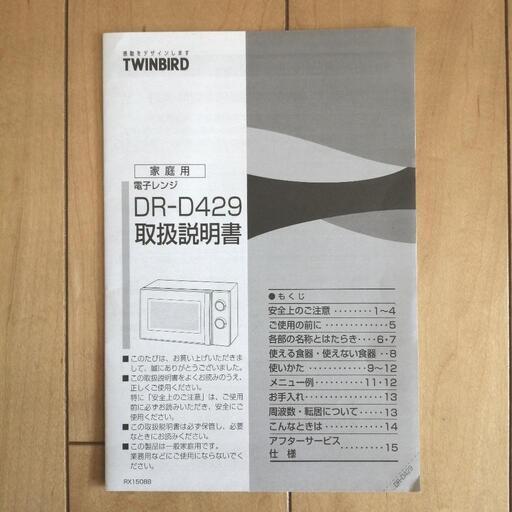 感動をデザインします
TWINBIRD
家庭用
電子レンジ
DR-D429
取扱説明書
■このたびは、お買い上げいただきま
して、誠にありがとうございました。
■この取扱説明書をよくお読みのうえ、
正しくご使用ください。
特に「安全上のご注意」は、ご使用
前に必ずお読みいただき、安全にご
使用ください。
■この取扱説明書は必ず保管し、必要
なときにお読みください。
■この製品は一般家庭用です。
業務用などにご使用にならないでく
ださい。
RX15088
●もくじ
安全上のご注意・・・・・・・・1〜4
ご使用の前に・・・・・・・・・・5
各部の名称とはたらき・・・・6・7
使える食器・使えない食器・・8
使いかた・・・・・・・・・9〜12
メニュー例・・・・・・・・11・12
お手入れ・・・・・・・・・・・13
周波数・転居について・・・・13
こんなときは・・・・・・・・・14
アフターサービス
仕 様・・・・・・・・・・・・15
DR-D429